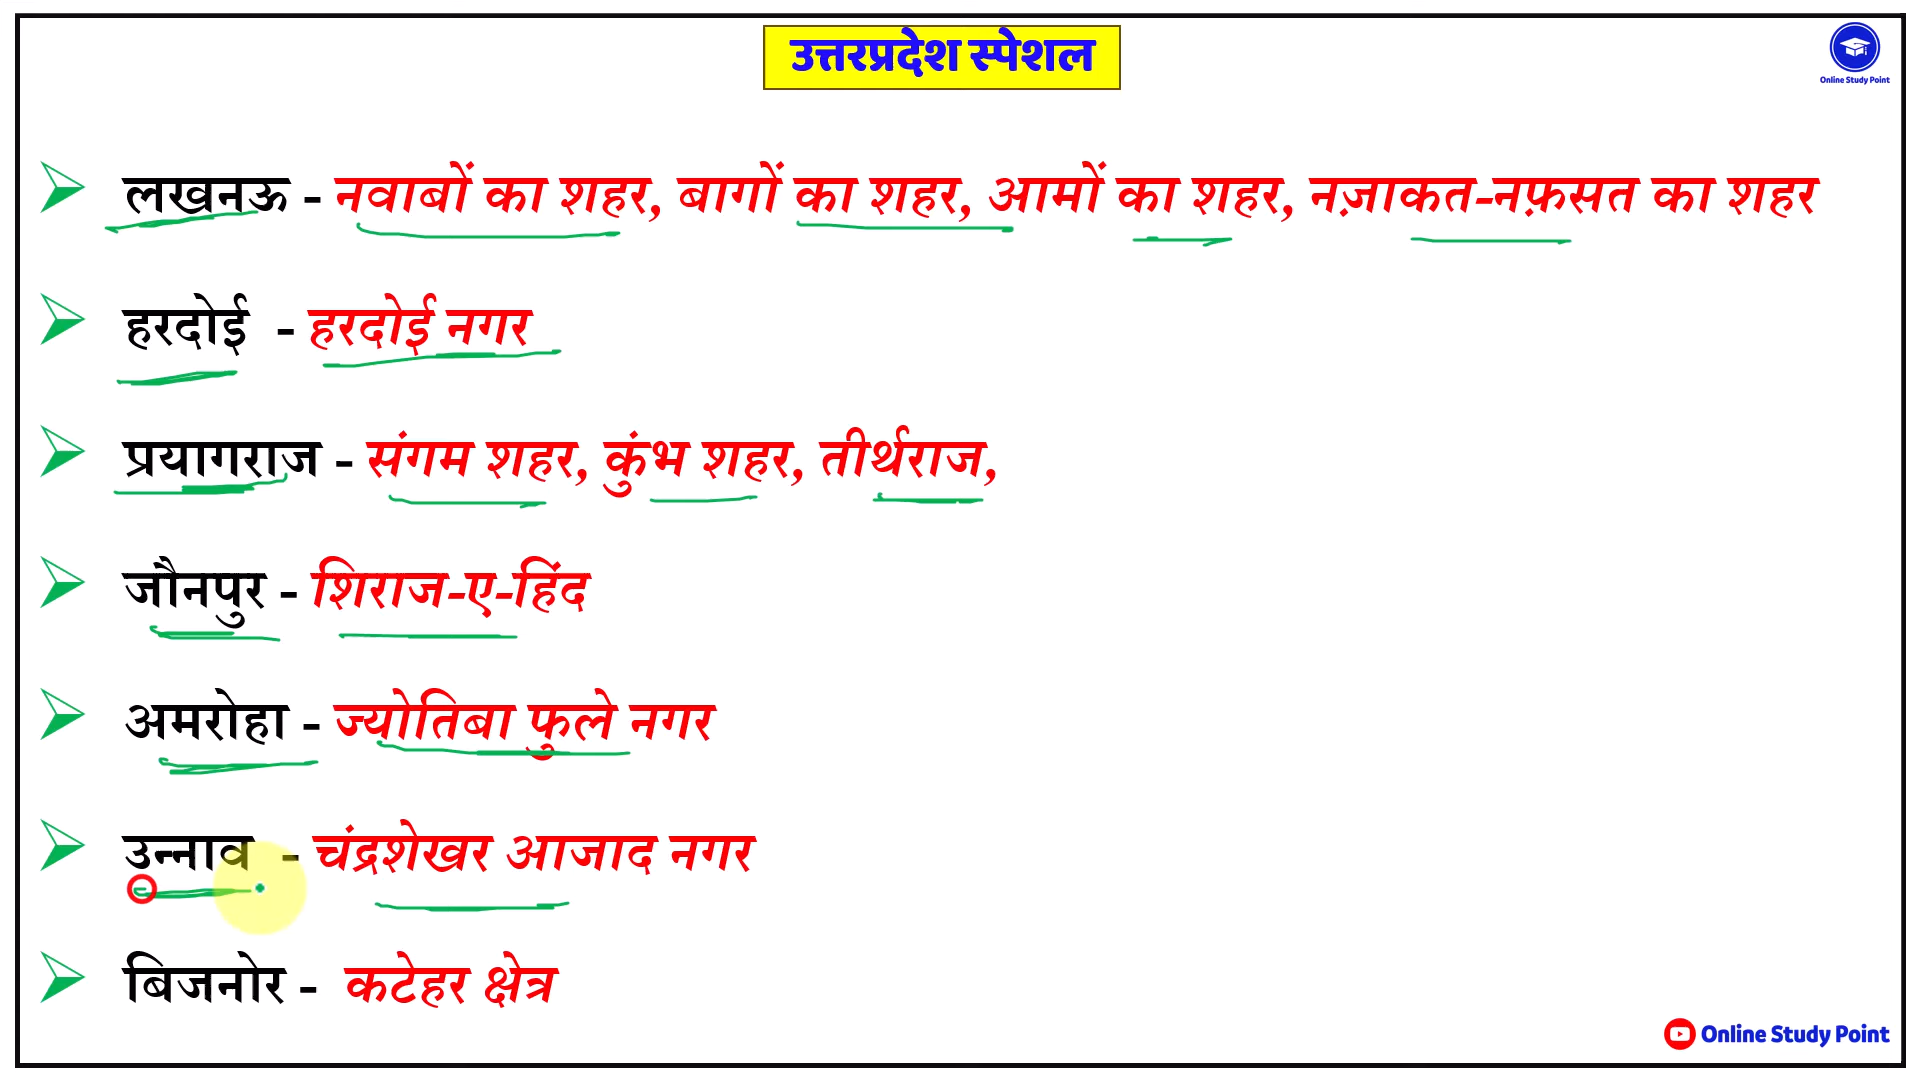 उत्तरप्रदेश स्पेशल
Online Study Point
लखनऊ - नवाबों का शहर, बागों का शहर, आमों का शहर, नज़ाकत-नफ़सत का शहर
हरदोई - हरदोई नगर
प्रयागराज - संगम शहर, कुंभ शहर, तीर्थराज,
जौनपुर - शिराज-ए-हिंद
अमरोहा - ज्योतिबा फुले नगर
उन्नाव - चंद्रशेखर आजाद नगर
बिजनोर - कटेहर क्षेत्र
Online Study Point